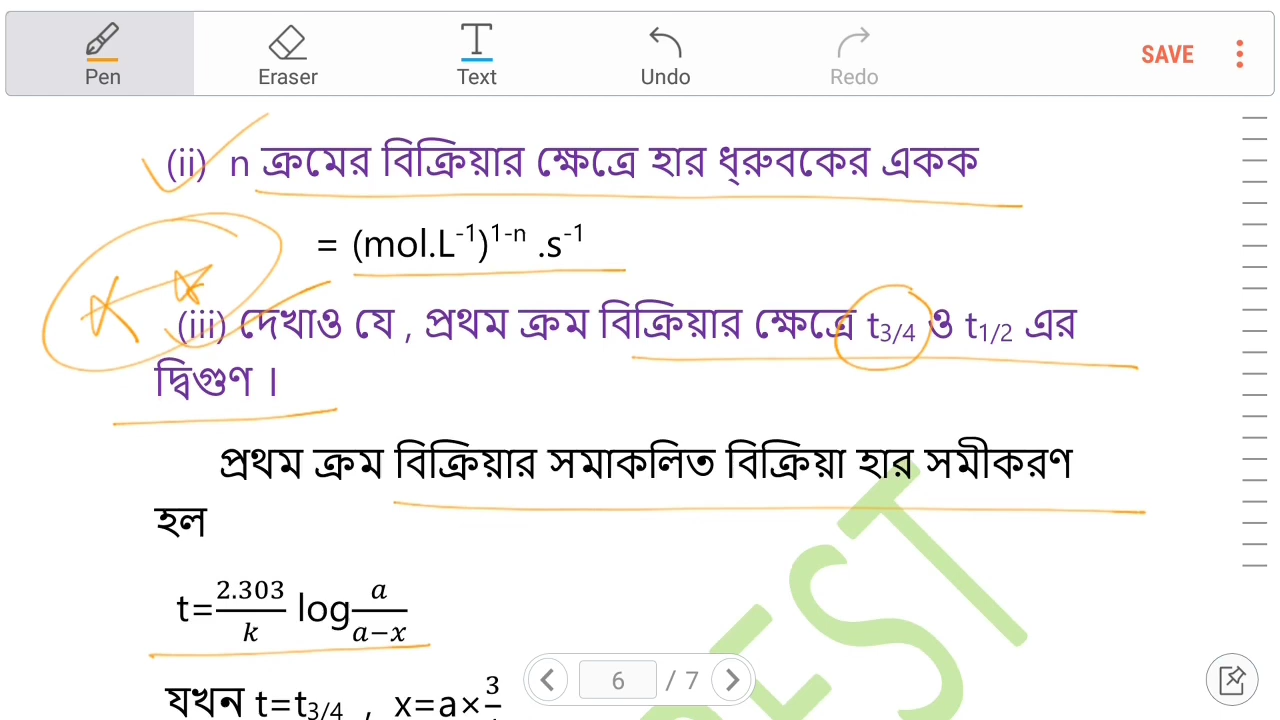 Pen Eraser Text Undo Redo SAVE
(ii) n ক্রমের বিক্রিয়ার ক্ষেত্রে হার ধ্‌রুবকের একক
= (mol.L⁻¹)¹⁻ⁿ .s⁻¹
(iii) দেখাও যে , প্রথম ক্রম বিক্রিয়ার ক্ষেত্রে t₃/₄ ও t₁/₂ এর
দ্বিগুণ ।
প্রথম ক্রম বিক্রিয়ার সমাকলিত বিক্রিয়া হার সমীকরণ
হল
t=2.303/k log a/a−x
যখন t=t₃/₄ , x=a×3/
6 / 7